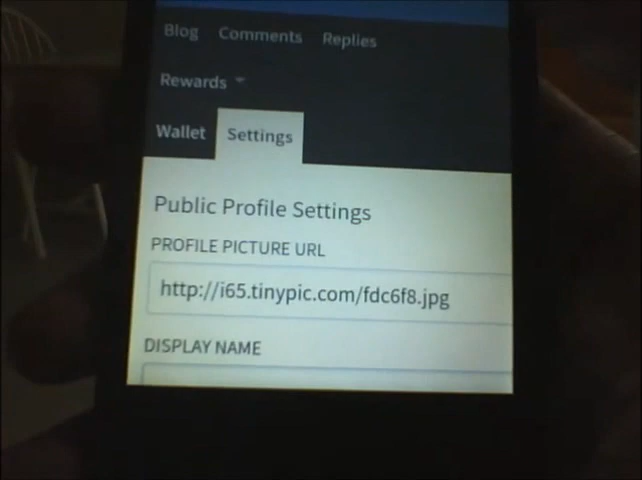 Blog Comments Replies
Rewards
Wallet Settings
Public Profile Settings
PROFILE PICTURE URL
http://i65.tinypic.com/fdc6f8.jpg
DISPLAY NAME